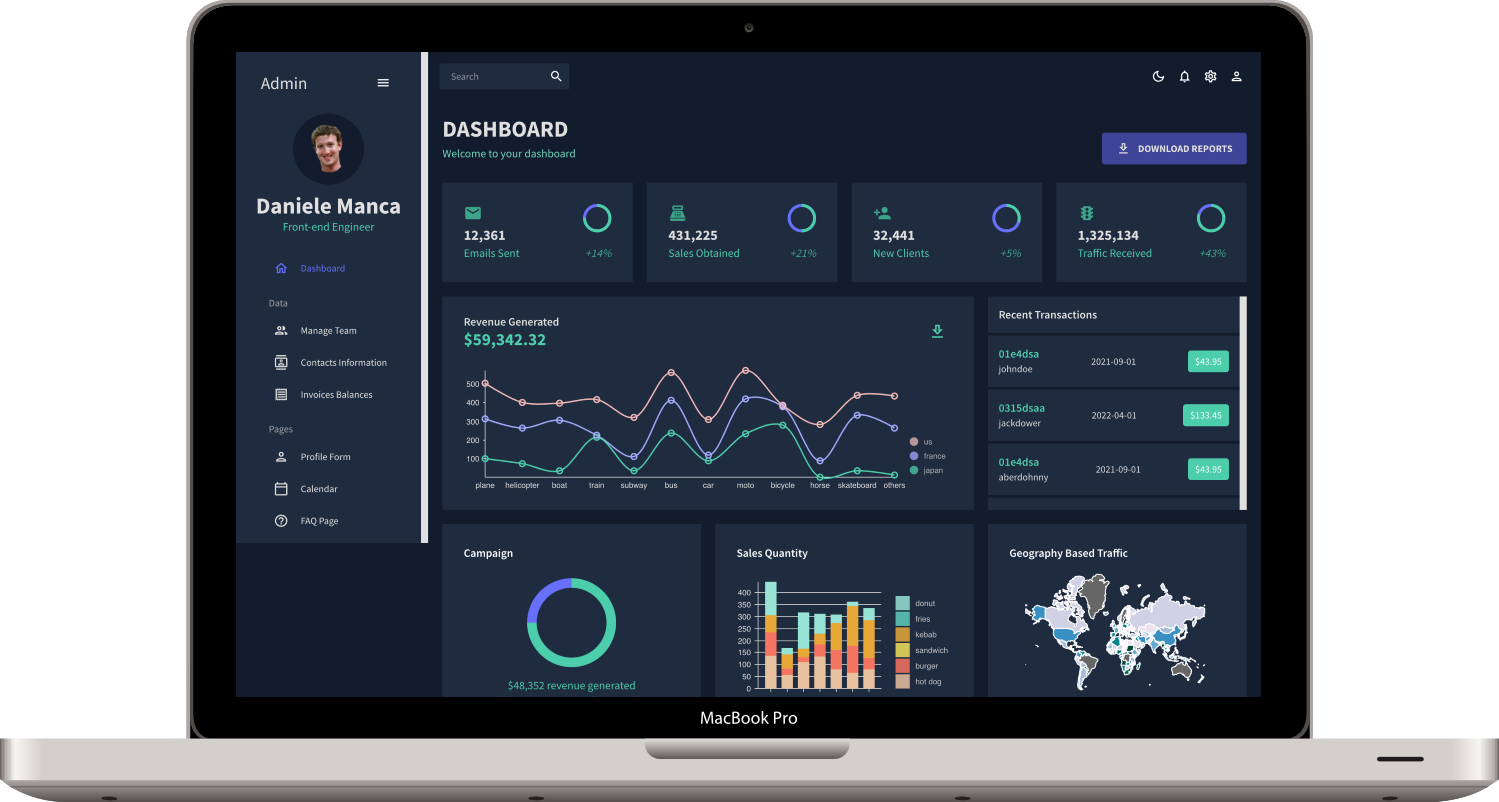 Admin
Daniele Manca
Front-end Engineer
Dashboard
Data
Manage Team
Contacts Information
Invoices Balances
Pages
Profile Form
Calendar
FAQ Page
Search
DASHBOARD
Welcome to your dashboard
DOWNLOAD REPORTS
12,361
Emails Sent +14%
431,225
Sales Obtained +21%
32,441
New Clients +5%
1,325,134
Traffic Received +43%
Revenue Generated
$59,342.32
500
400
300
200
100
plane helicopter boat train subway bus car moto bicycle horse skateboard others
us
france
japan
Recent Transactions
01e4dsa
johndoe
2021-09-01
$43.95
0315dsaa
jackdower
2022-04-01
$133.45
01e4dsa
aberdohnny
2021-09-01
$43.95
Campaign
$48,352 revenue generated
Sales Quantity
400
350
300
250
200
150
100
50
0
donut
fries
kebab
sandwich
burger
hot dog
Geography Based Traffic
MacBook Pro